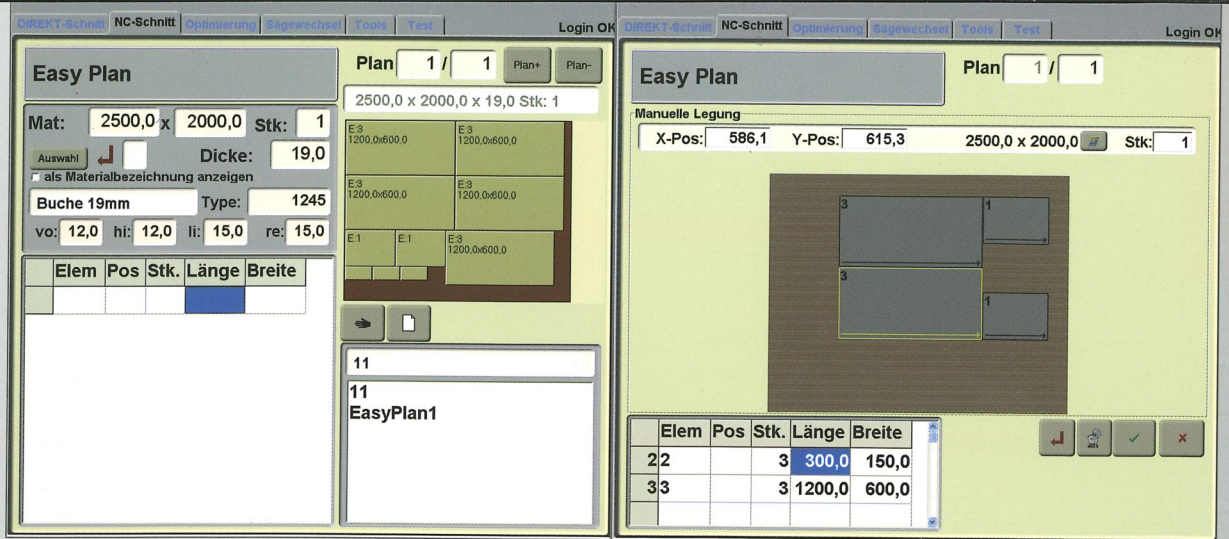 DIREKT-Schnitt NC-Schnitt Optimierung Sägewechsel Tools Test Login OK
Easy Plan
Plan 1 / 1 Plan+ Plan-
2500,0 x 2000,0 x 19,0 Stk: 1
Mat: 2500,0 x 2000,0 Stk: 1
Auswahl Dicke: 19,0
als Materialbezeichnung anzeigen
Buche 19mm Type: 1245
vo: 12,0 hi: 12,0 li: 15,0 re: 15,0
E:3 E:3
1200,0x600,0 1200,0x600,0
E:3 E:3
1200,0x600,0 1200,0x600,0
E:1 E:1 E:3
1200,0x600,0
Elem Pos Stk. Länge Breite
11
11
EasyPlan1
DIREKT-Schnitt NC-Schnitt Optimierung Sägewechsel Tools Test Login OK
Easy Plan
Plan 1 / 1
Manuelle Legung
X-Pos: 586,1 Y-Pos: 615,3 2500,0 x 2000,0 Stk: 1
3 1
3 1
Elem Pos Stk. Länge Breite
2 2 3 300,0 150,0
3 3 3 1200,0 600,0